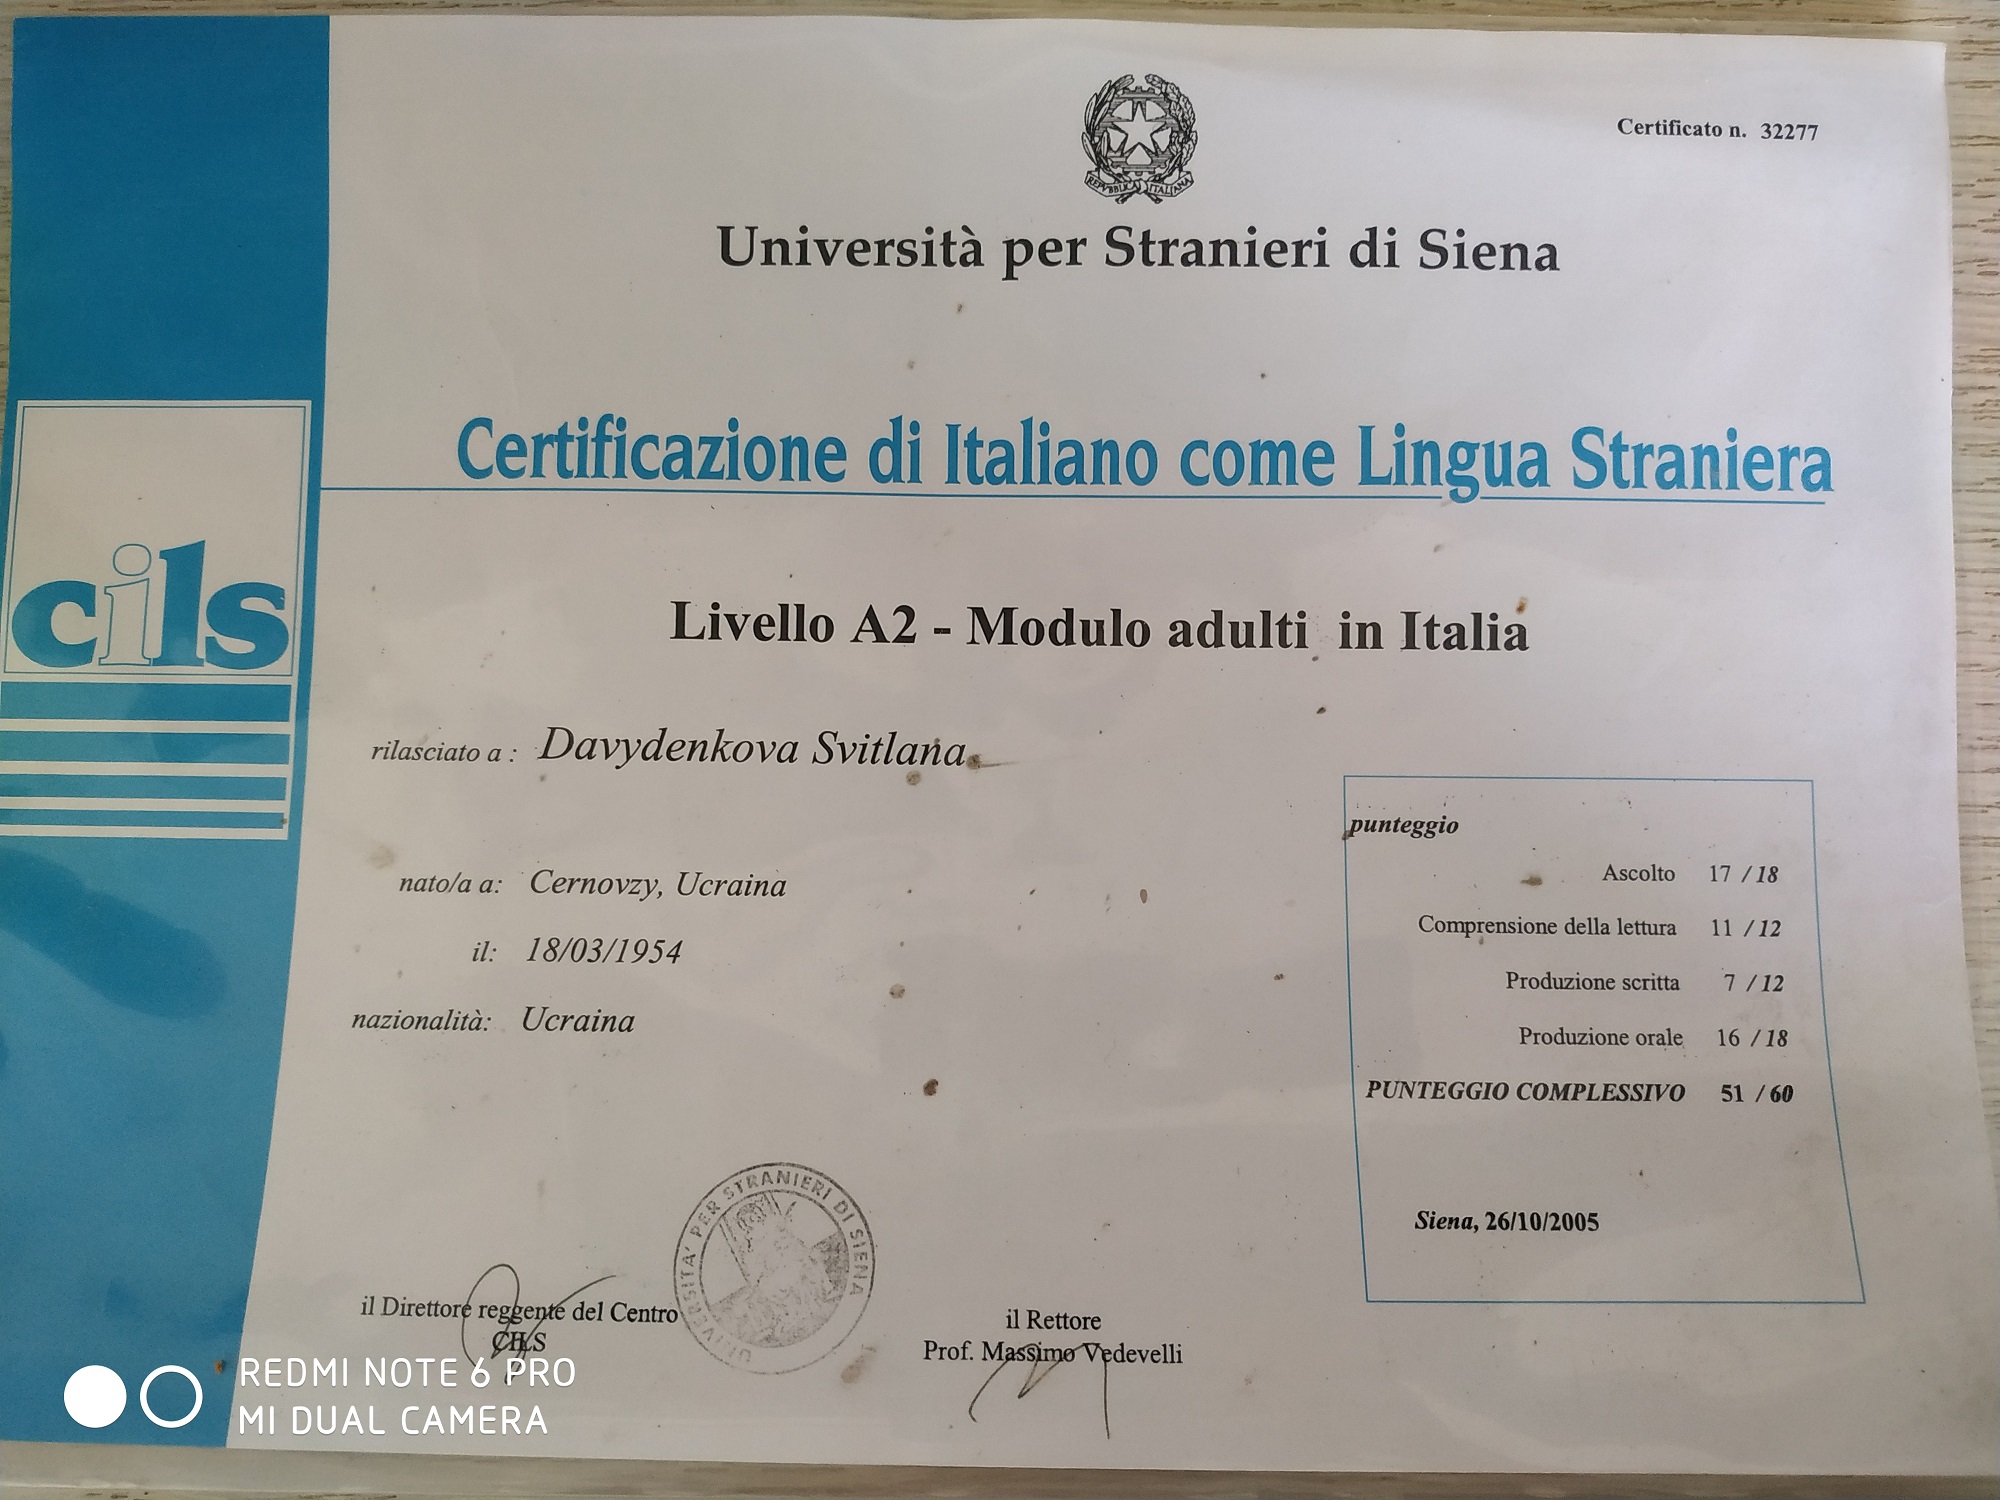 REPVBBLICA ITALIANA
Certificato n. 32277
Università per Stranieri di Siena
Certificazione di Italiano come Lingua Straniera
cils
Livello A2 - Modulo adulti in Italia
rilasciato a : Davydenkova Svitlana
nato/a a: Cernovzy, Ucraina
il: 18/03/1954
nazionalità: Ucraina
punteggio
Ascolto 17 / 18
Comprensione della lettura 11 / 12
Produzione scritta 7 / 12
Produzione orale 16 / 18
PUNTEGGIO COMPLESSIVO 51 / 60
Siena, 26/10/2005
il Direttore reggente del Centro
CILS
UNIVERSITA' PER STRANIERI DI SIENA
il Rettore
Prof. Massimo Vedevelli
REDMI NOTE 6 PRO
MI DUAL CAMERA